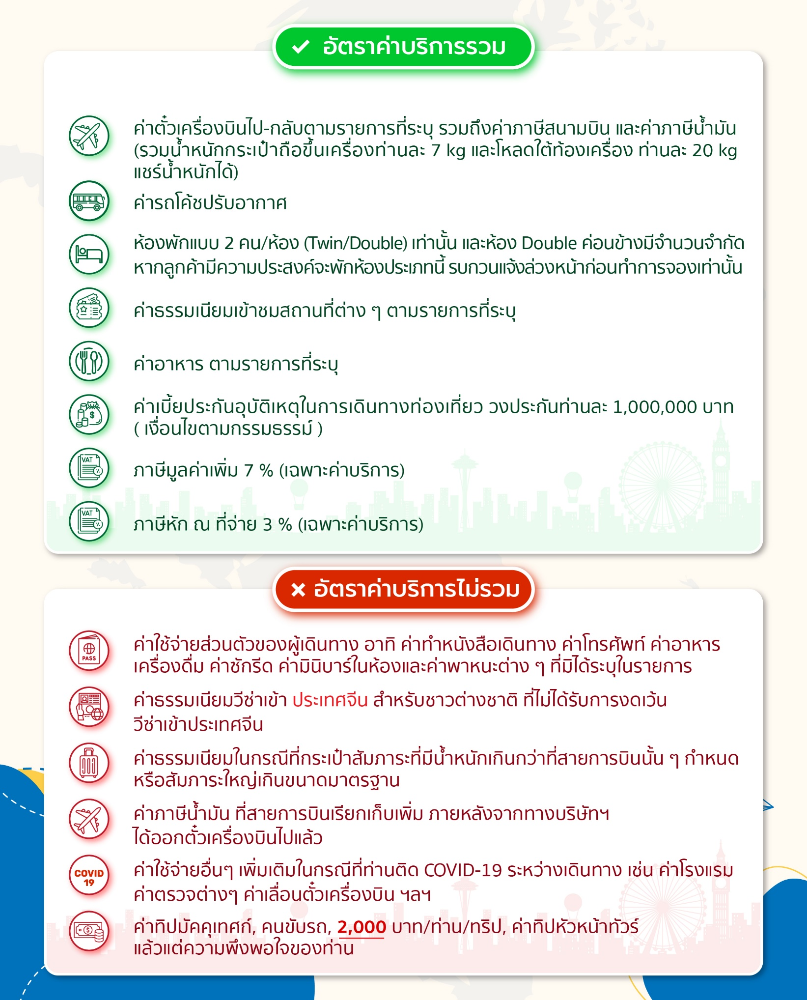 อัตราค่าบริการรวม
ค่าตั๋วเครื่องบินไป-กลับตามรายการที่ระบุ รวมถึงค่าภาษีสนามบิน และค่าภาษีน้ำมัน
(รวมน้ำหนักกระเป๋าถือขึ้นเครื่องท่านละ 7 kg และโหลดใต้ท้องเครื่อง ท่านละ 20 kg
แชร์น้ำหนักได้)
ค่ารถโค้ชปรับอากาศ
ห้องพักแบบ 2 คน/ห้อง (Twin/Double) เท่านั้น และห้อง Double ค่อนข้างมีจำนวนจำกัด
หากลูกค้ามีความประสงค์จะพักห้องประเภทนี้ รบกวนแจ้งล่วงหน้าก่อนทำการจองเท่านั้น
ค่าธรรมเนียมเข้าชมสถานที่ต่าง ๆ ตามรายการที่ระบุ
ค่าอาหาร ตามรายการที่ระบุ
ค่าเบี้ยประกันอุบัติเหตุในการเดินทางท่องเที่ยว วงประกันท่านละ 1,000,000 บาท
( เงื่อนไขตามกรรมธรรม์ )
VAT
ภาษีมูลค่าเพิ่ม 7 % (เฉพาะค่าบริการ)
VAT
ภาษีหัก ณ ที่จ่าย 3 % (เฉพาะค่าบริการ)
อัตราค่าบริการไม่รวม
PASS
ค่าใช้จ่ายส่วนตัวของผู้เดินทาง อาทิ ค่าทำหนังสือเดินทาง ค่าโทรศัพท์ ค่าอาหาร
เครื่องดื่ม ค่าซักรีด ค่ามินิบาร์ในห้องและค่าพาหนะต่าง ๆ ที่มิได้ระบุในรายการ
ค่าธรรมเนียมวีซ่าเข้า ประเทศจีน สำหรับชาวต่างชาติ ที่ไม่ได้รับการงดเว้น
วีซ่าเข้าประเทศจีน
ค่าธรรมเนียมในกรณีที่กระเป๋าสัมภาระที่มีน้ำหนักเกินกว่าที่สายการบินนั้น ๆ กำหนด
หรือสัมภาระใหญ่เกินขนาดมาตรฐาน
ค่าภาษีน้ำมัน ที่สายการบินเรียกเก็บเพิ่ม ภายหลังจากทางบริษัทฯ
ได้ออกตั๋วเครื่องบินไปแล้ว
COVID
19
ค่าใช้จ่ายอื่นๆ เพิ่มเติมในกรณีที่ท่านติด COVID-19 ระหว่างเดินทาง เช่น ค่าโรงแรม
ค่าตรวจต่างๆ ค่าเลื่อนตั๋วเครื่องบิน ฯลฯ
ค่าทิปมัคคุเทศก์, คนขับรถ, 2,000 บาท/ท่าน/ทริป, ค่าทิปหัวหน้าทัวร์
แล้วแต่ความพึงพอใจของท่าน